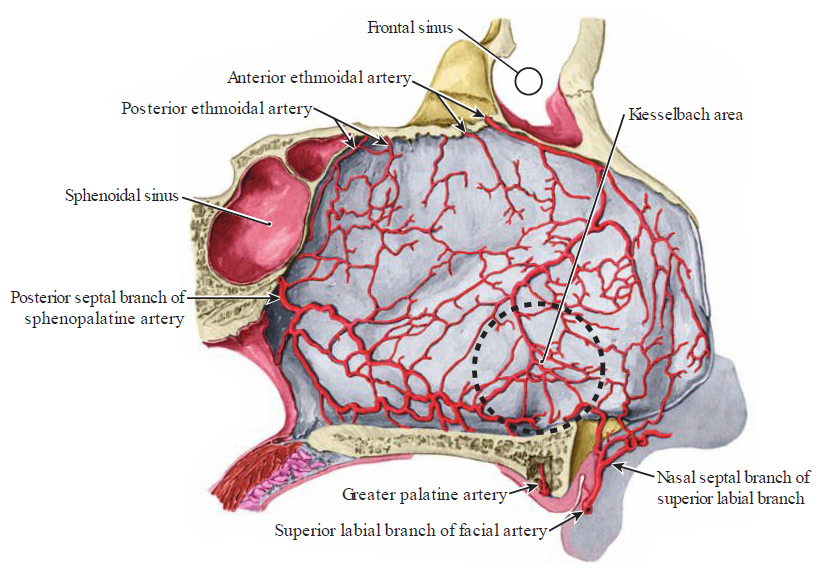 Frontal sinus
Anterior ethmoidal artery
Posterior ethmoidal artery
Kiesselbach area
Sphenoidal sinus
Posterior septal branch of
sphenopalatine artery
Greater palatine artery
Nasal septal branch of
superior labial branch
Superior labial branch of facial artery